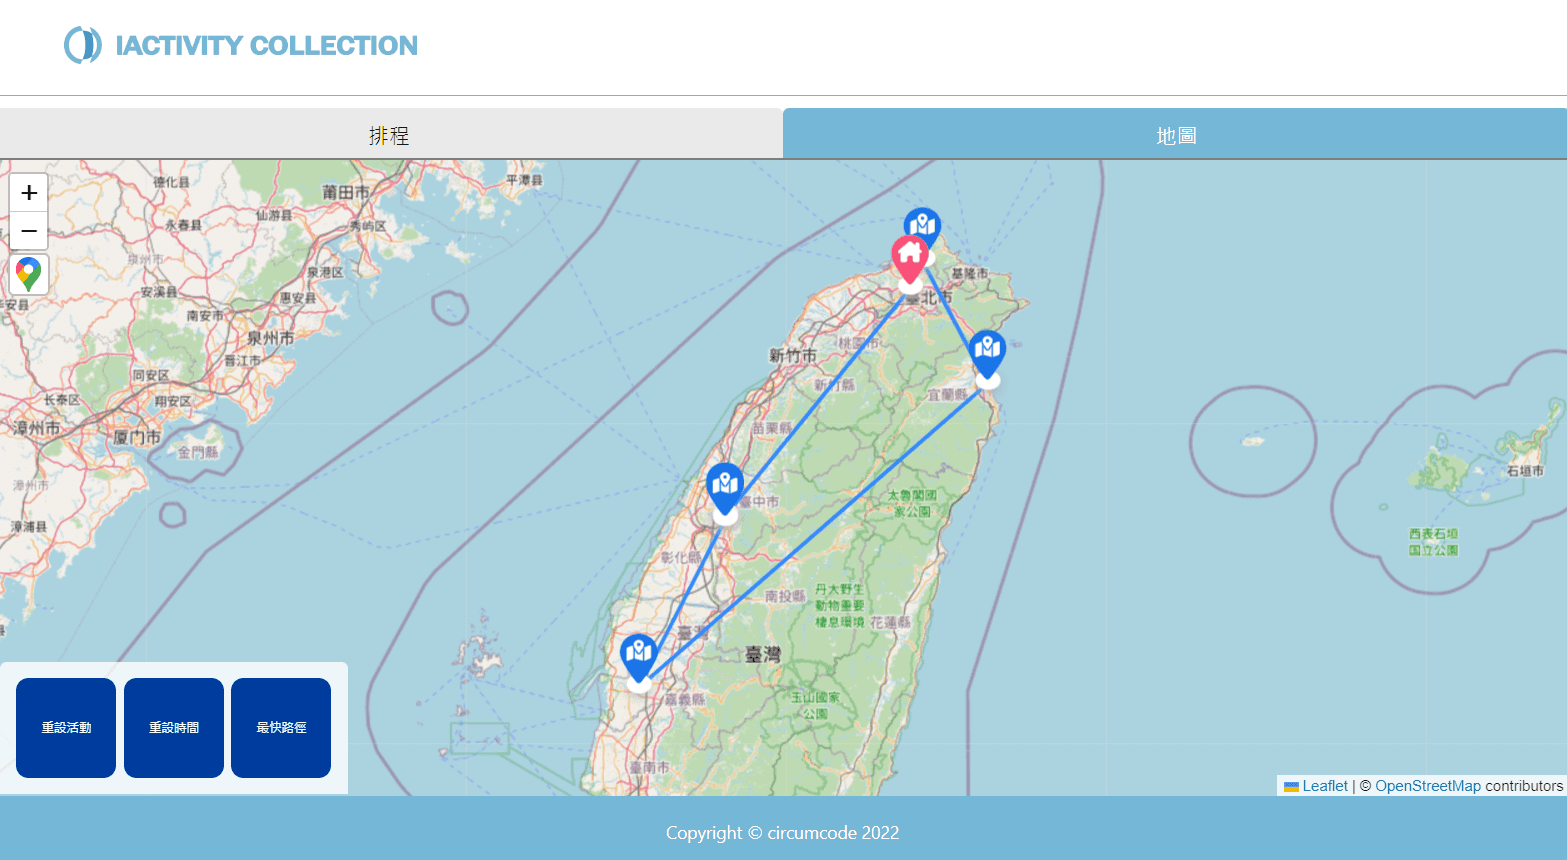 IACTIVITY COLLECTION
排程
地圖
+
−
德化县
莆田市
平潭县
仙游县
永春县
秀屿区
泉州市
泉港区
安溪县
惠安县
南安市
泉州市
晋江市
同安区
长泰区
翔安区
漳州市
厦门市
金門縣
漳州市
漳浦县
基隆市
臺北市
桃園市
新竹市
新竹縣
宜蘭縣
苗栗縣
臺中市
太魯閣國
家公園
彰化縣
南投縣
丹大野生
動物重要
棲息環境
花蓮縣
臺灣
臺灣
玉山國家
公園
嘉義縣
臺南市
石垣市
西表石垣
国立公園
重設活動
重設時間
最快路徑
Leaflet | © OpenStreetMap contributors
Copyright © circumcode 2022